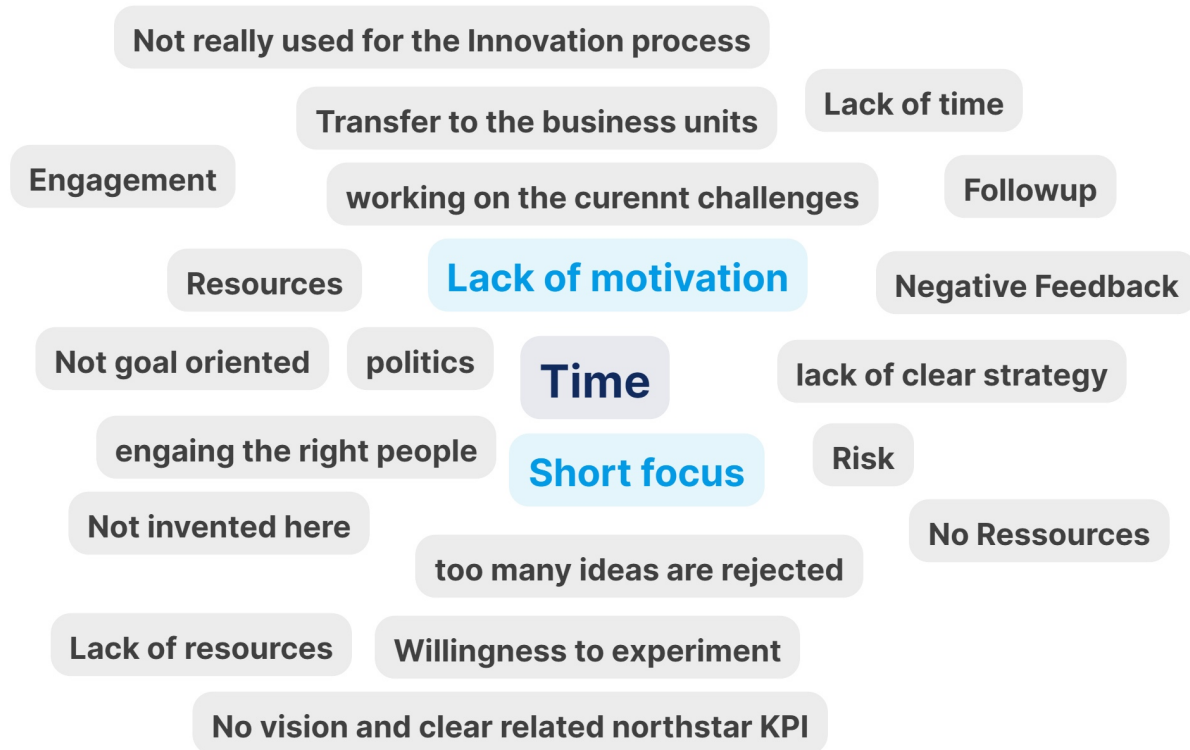 Not really used for the Innovation process
Lack of time
Transfer to the business units
Engagement
working on the curennt challenges
Followup
Resources
Lack of motivation
Negative Feedback
Not goal oriented
politics
Time
lack of clear strategy
engaing the right people
Short focus
Risk
Not invented here
No Ressources
too many ideas are rejected
Lack of resources
Willingness to experiment
No vision and clear related northstar KPI